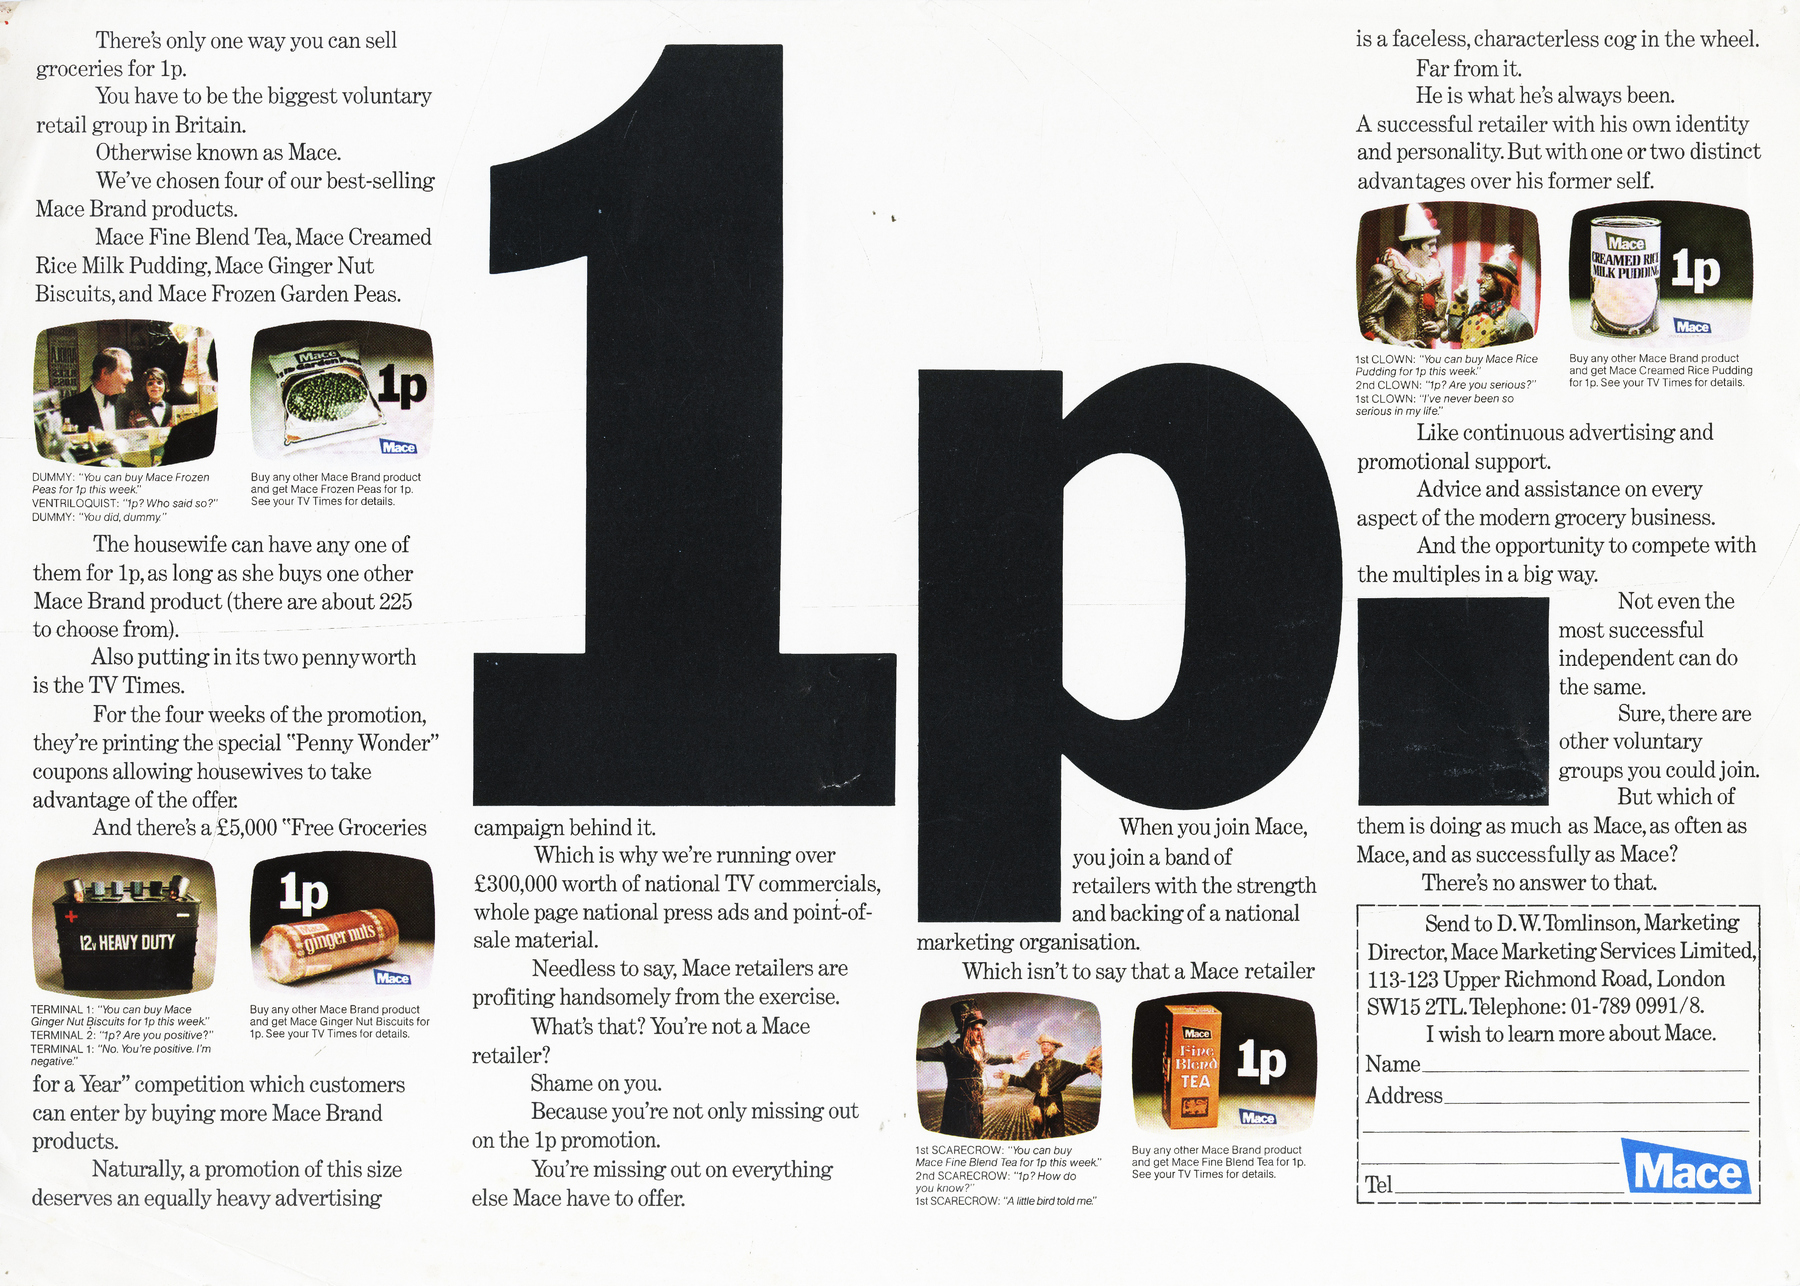 There's only one way you can sell
groceries for 1p.
You have to be the biggest voluntary
retail group in Britain.
Otherwise known as Mace.
We've chosen four of our best-selling
Mace Brand products.
Mace Fine Blend Tea, Mace Creamed
Rice Milk Pudding, Mace Ginger Nut
Biscuits, and Mace Frozen Garden Peas.
Mace
garden Peas
1p
Mace
DUMMY: "You can buy Mace Frozen
Peas for 1p this week."
VENTRILOQUIST: "1p? Who said so?"
DUMMY: "You did, dummy."
Buy any other Mace Brand product
and get Mace Frozen Peas for 1p.
See your TV Times for details.
The housewife can have any one of
them for 1p, as long as she buys one other
Mace Brand product (there are about 225
to choose from).
Also putting in its two pennyworth
is the TV Times.
For the four weeks of the promotion,
they're printing the special "Penny Wonder"
coupons allowing housewives to take
advantage of the offer.
And there's a £5,000 "Free Groceries
+ −
12v HEAVY DUTY
1p
Mace
ginger nuts
Mace
TERMINAL 1: "You can buy Mace
Ginger Nut Biscuits for 1p this week."
TERMINAL 2: "1p? Are you positive?"
TERMINAL 1: "No. You're positive. I'm
negative."
Buy any other Mace Brand product
and get Mace Ginger Nut Biscuits for
1p. See your TV Times for details.
for a Year" competition which customers
can enter by buying more Mace Brand
products.
Naturally, a promotion of this size
deserves an equally heavy advertising
1p.
campaign behind it.
Which is why we're running over
£300,000 worth of national TV commercials,
whole page national press ads and point-of-
sale material.
Needless to say, Mace retailers are
profiting handsomely from the exercise.
What's that? You're not a Mace
retailer?
Shame on you.
Because you're not only missing out
on the 1p promotion.
You're missing out on everything
else Mace have to offer.
When you join Mace,
you join a band of
retailers with the strength
and backing of a national
marketing organisation.
Which isn't to say that a Mace retailer
Mace
Fine
Blend
TEA
1p
Mace
1st SCARECROW: "You can buy
Mace Fine Blend Tea for 1p this week."
2nd SCARECROW: "1p? How do
you know?"
1st SCARECROW: "A little bird told me."
Buy any other Mace Brand product
and get Mace Fine Blend Tea for 1p.
See your TV Times for details.
is a faceless, characterless cog in the wheel.
Far from it.
He is what he's always been.
A successful retailer with his own identity
and personality. But with one or two distinct
advantages over his former self.
Mace
CREAMED RICE
MILK PUDDING
1p
Mace
1st CLOWN: "You can buy Mace Rice
Pudding for 1p this week."
2nd CLOWN: "1p? Are you serious?"
1st CLOWN: "I've never been so
serious in my life."
Buy any other Mace Brand product
and get Mace Creamed Rice Pudding
for 1p. See your TV Times for details.
Like continuous advertising and
promotional support.
Advice and assistance on every
aspect of the modern grocery business.
And the opportunity to compete with
the multiples in a big way.
Not even the
most successful
independent can do
the same.
Sure, there are
other voluntary
groups you could join.
But which of
them is doing as much as Mace, as often as
Mace, and as successfully as Mace?
There's no answer to that.
Send to D. W. Tomlinson, Marketing
Director, Mace Marketing Services Limited,
113-123 Upper Richmond Road, London
SW15 2TL. Telephone: 01-789 0991/8.
I wish to learn more about Mace.
Name
Address
Tel
Mace